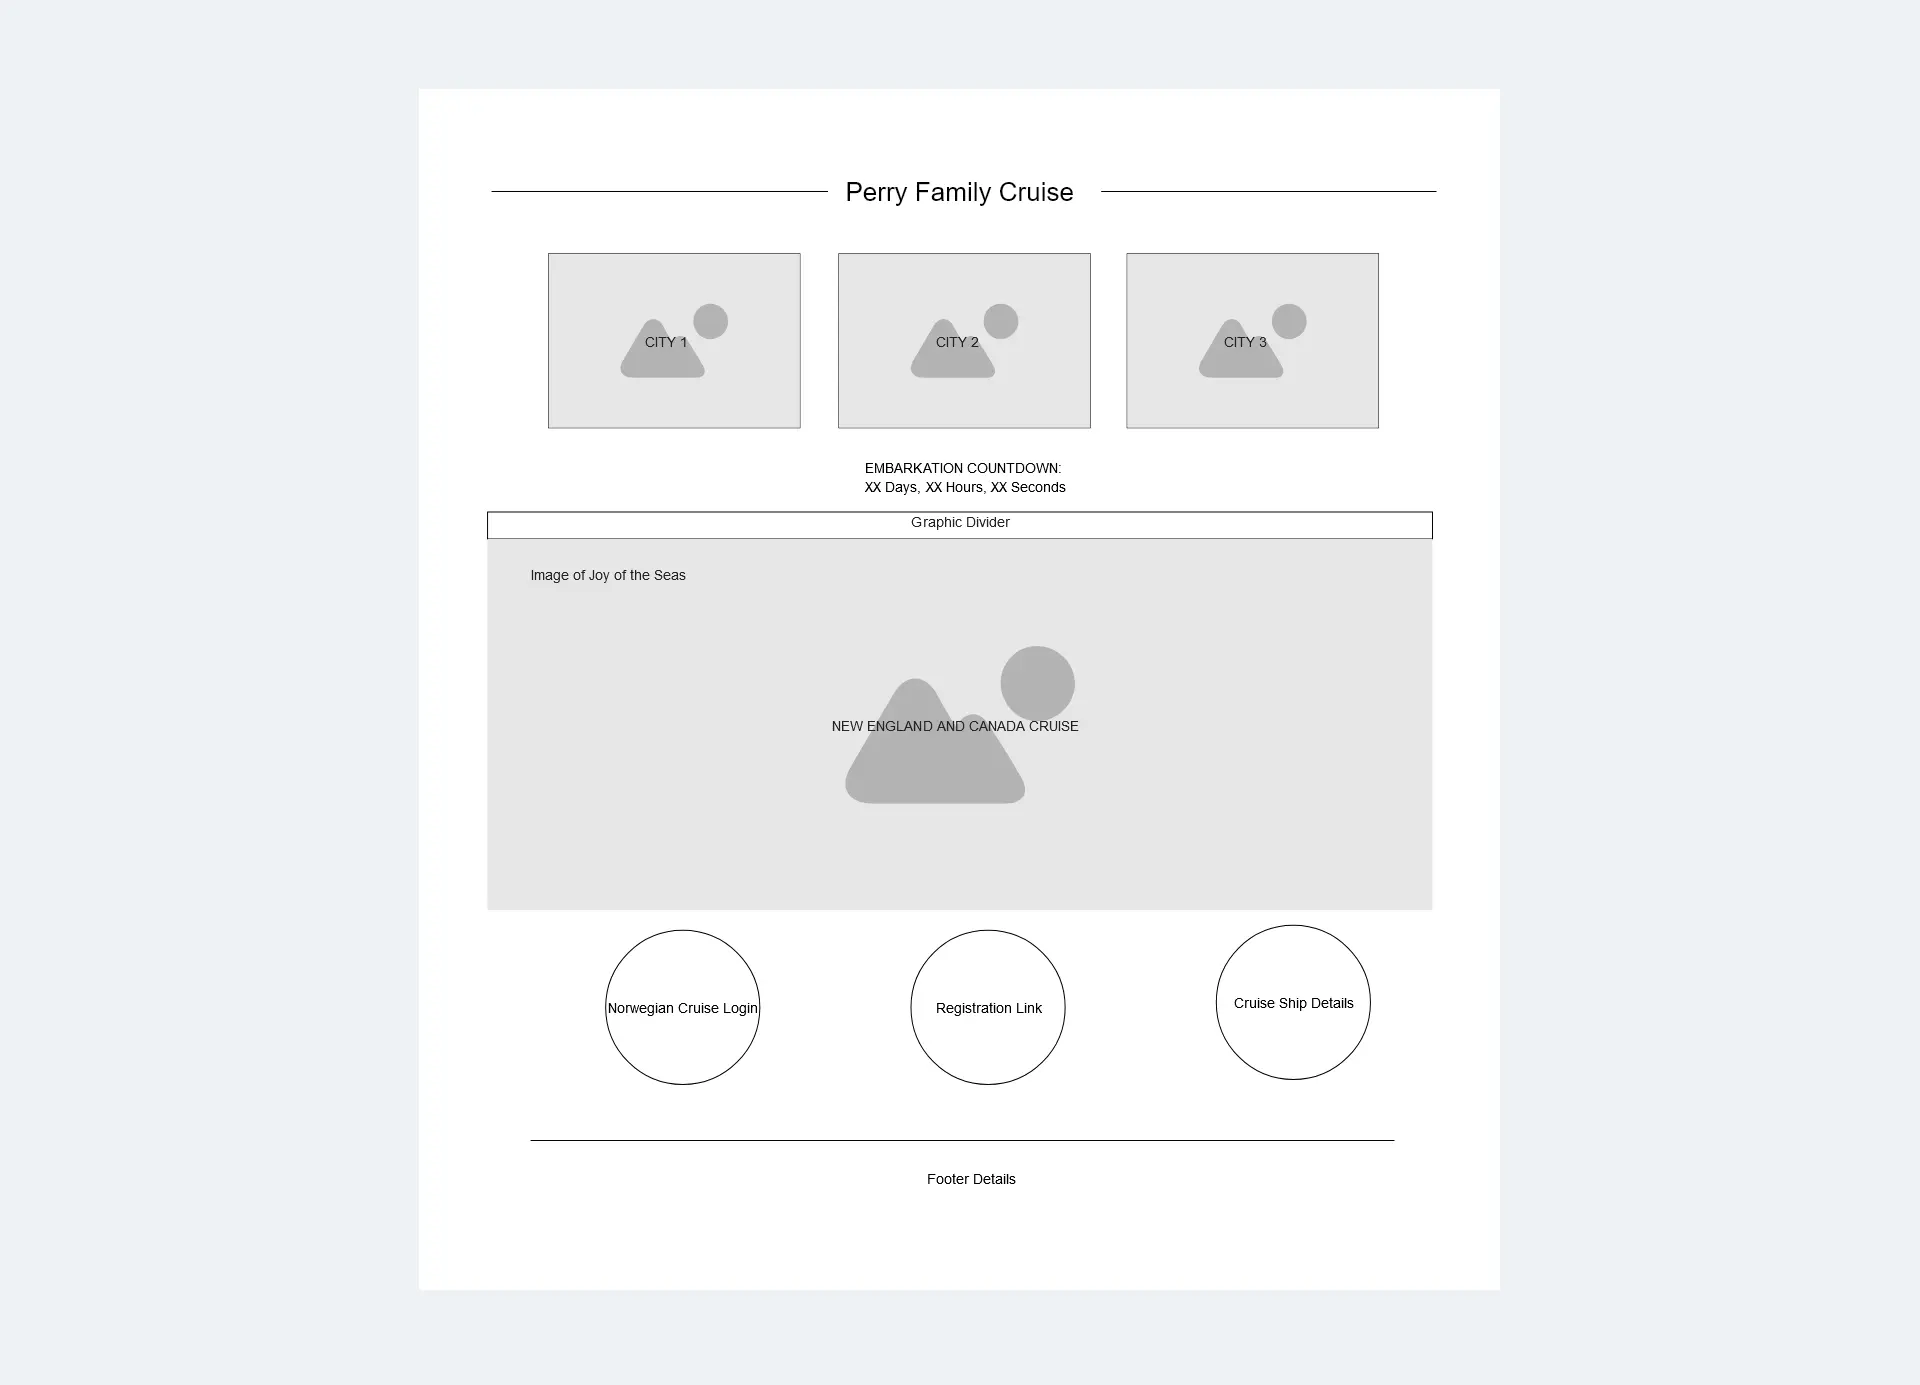 Perry Family Cruise
CITY 1
CITY 2
CITY 3
EMBARKATION COUNTDOWN:
XX Days, XX Hours, XX Seconds
Graphic Divider
Image of Joy of the Seas
NEW ENGLAND AND CANADA CRUISE
Norwegian Cruise Login
Registration Link
Cruise Ship Details
Footer Details